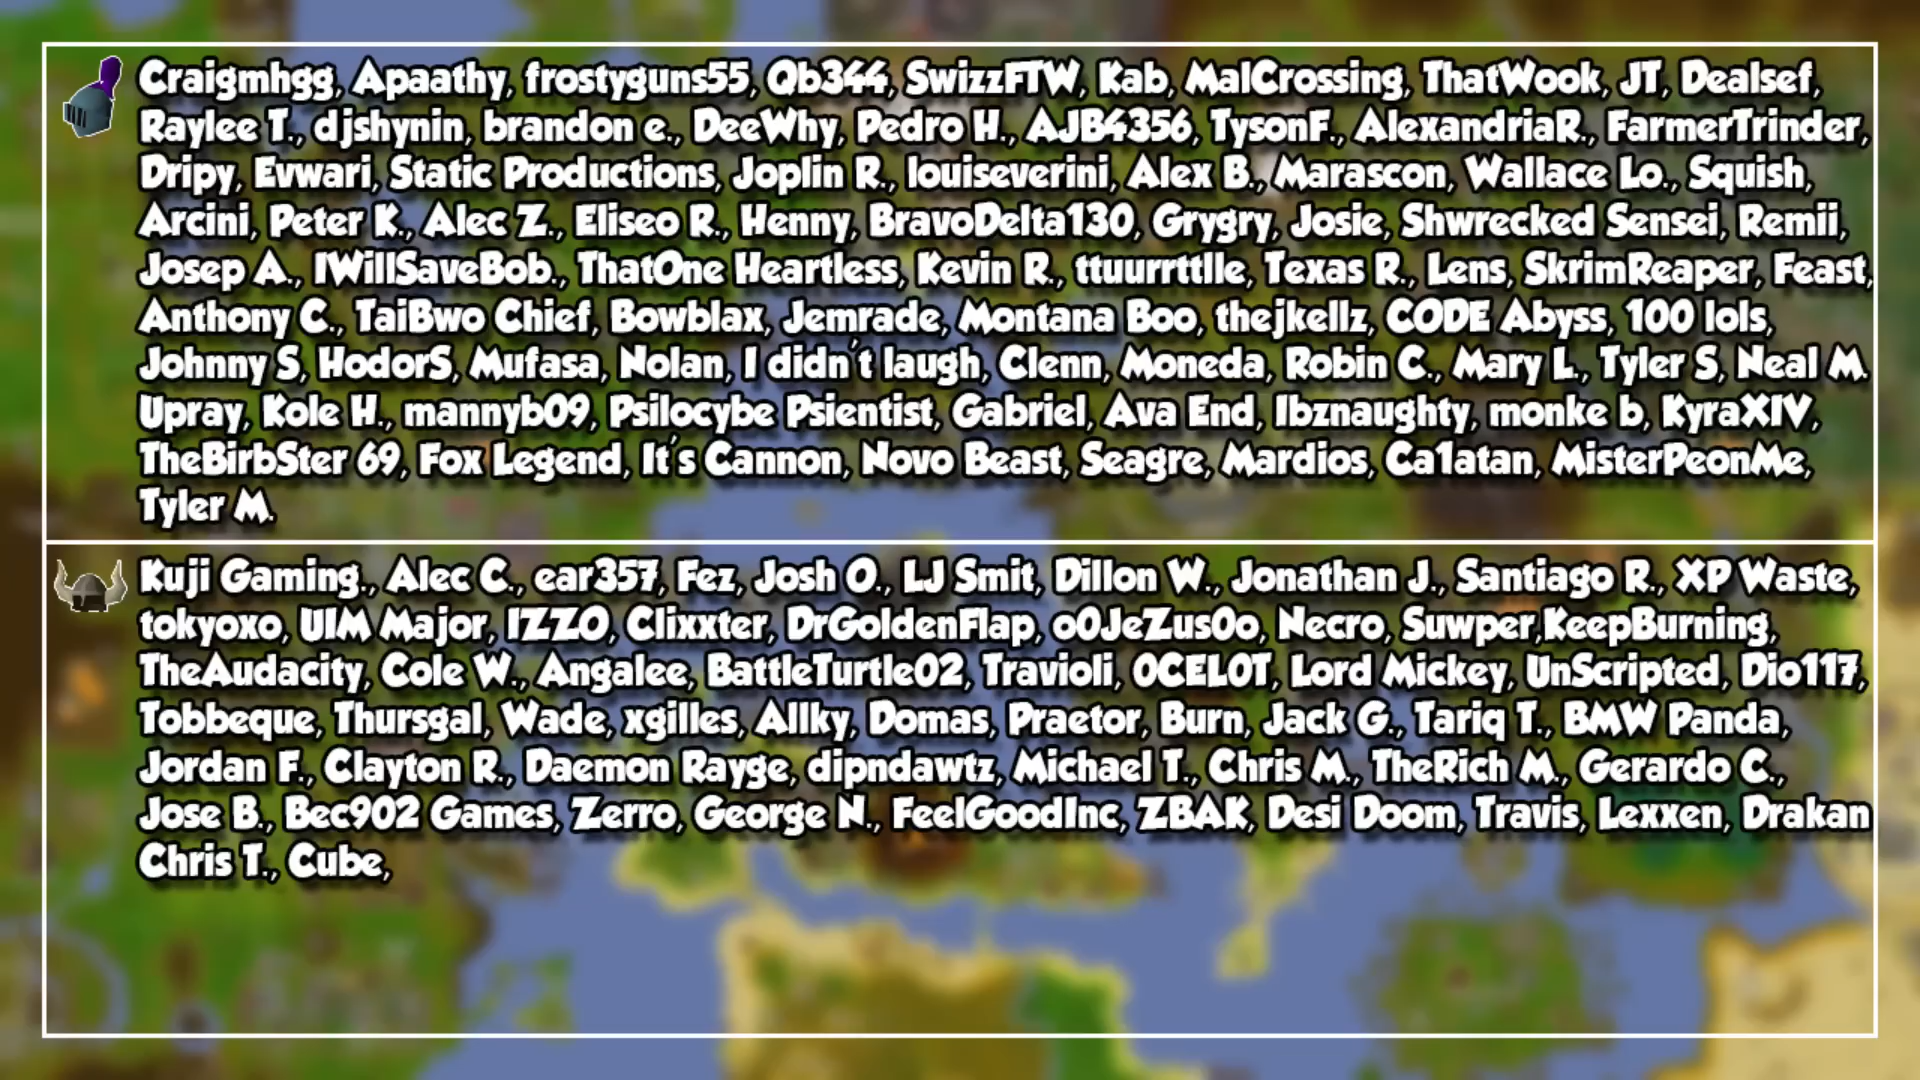 Craigmhgg, Apaathy, frostyguns55, Qb344, SwizzFTW, Kab, MalCrossing, ThatWook, JT, Dealsef,
Raylee T., djshynin, brandon e., DeeWhy, Pedro H., AJB4356, TysonF., AlexandriaR., FarmerTrinder,
Dripy, Evwari, Static Productions, Joplin R., louiseverini, Alex B., Marascon, Wallace Lo., Squish,
Arcini, Peter K., Alec Z., Eliseo R., Henny, BravoDelta130, Grygry, Josie, Shwrecked Sensei, Remii,
Josep A., IWillSaveBob., ThatOne Heartless, Kevin R., ttuurrttlle, Texas R., Lens, SkrimReaper, Feast,
Anthony C., TaiBwo Chief, Bowblax, Jemrade, Montana Boo, thejkellz, CODE Abyss, 100 lols,
Johnny S, HodorS, Mufasa, Nolan, I didn't laugh, Clenn, Moneda, Robin C., Mary L., Tyler S, Neal M.
Upray, Kole H., mannyb09, Psilocybe Psientist, Gabriel, Ava End, Ibznaughty, monke b, KyraXIV,
TheBirbSter 69, Fox Legend, It's Cannon, Novo Beast, Seagre, Mardios, Ca1atan, MisterPeonMe,
Tyler M.
Kuji Gaming., Alec C., ear357, Fez, Josh O., LJ Smit, Dillon W., Jonathan J., Santiago R., XP Waste,
tokyoxo, UIM Major, IZZO, Clixxter, DrGoldenFlap, o0JeZus0o, Necro, Suwper,KeepBurning,
TheAudacity, Cole W., Angalee, BattleTurtle02, Travioli, 0CEL0T, Lord Mickey, UnScripted, Dio117,
Tobbeque, Thursgal, Wade, xgilles, Allky, Domas, Praetor, Burn, Jack G., Tariq T., BMW Panda,
Jordan F., Clayton R., Daemon Rayge, dipndawtz, Michael T., Chris M., TheRich M., Gerardo C.,
Jose B., Bec902 Games, Zerro, George N., FeelGoodInc, ZBAK, Desi Doom, Travis, Lexxen, Drakan
Chris T., Cube,